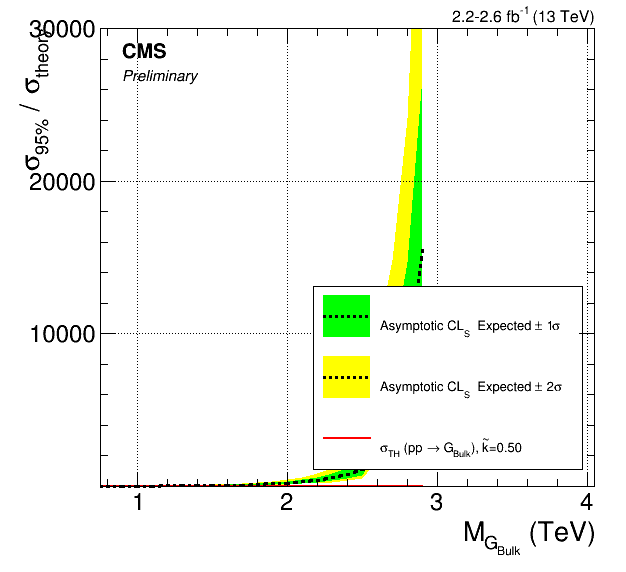 2.2-2.6 fb⁻¹ (13 TeV)
CMS
Preliminary
σ95% / σtheory
30000
20000
10000
Asymptotic CLS Expected ± 1σ
Asymptotic CLS Expected ± 2σ
σTH (pp → GBulk), k̃=0.50
1 2 3 4
MGBulk (TeV)